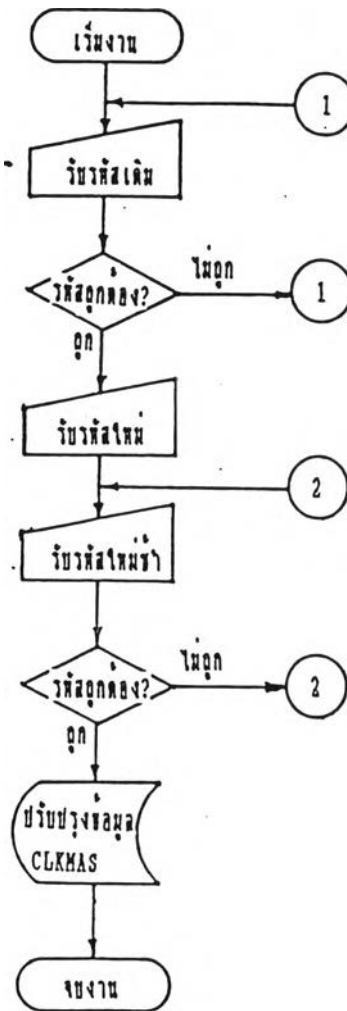 เริ่มงาน
1
รับรหัสเดิม
รหัสถูกต้อง?
ไม่ถูก
1
ถูก
รับรหัสใหม่
2
รับรหัสใหม่ซ้ำ
รหัสถูกต้อง?
ไม่ถูก
2
ถูก
ปรับปรุงข้อมูล
CLKMAS
จบงาน